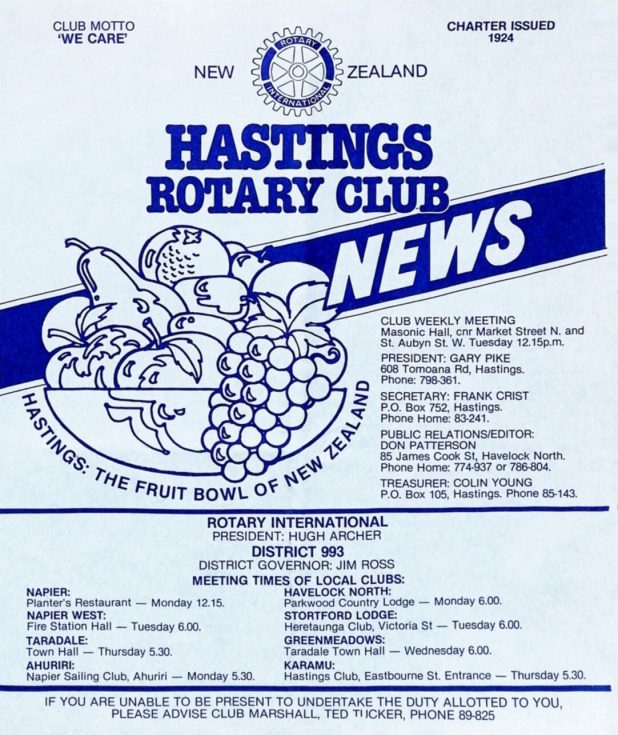 CLUB MOTTO
'WE CARE'
CHARTER ISSUED
1924
NEW ZEALAND
ROTARY
INTERNATIONAL
HASTINGS
ROTARY CLUB
NEWS
HASTINGS: THE FRUIT BOWL OF NEW ZEALAND
CLUB WEEKLY MEETING
Masonic Hall, cnr Market Street N. and
St. Aubyn St. W. Tuesday 12.15p.m.
PRESIDENT: GARY PIKE
608 Tomoana Rd, Hastings.
Phone: 798-361.
SECRETARY: FRANK CRIST
P.O. Box 752, Hastings.
Phone Home: 83-241.
PUBLIC RELATIONS/EDITOR:
DON PATTERSON
85 James Cook St, Havelock North.
Phone Home: 774-937 or 786-804.
TREASURER: COLIN YOUNG
P.O. Box 105, Hastings. Phone 85-143.
ROTARY INTERNATIONAL
PRESIDENT: HUGH ARCHER
DISTRICT 993
DISTRICT GOVERNOR: JIM ROSS
MEETING TIMES OF LOCAL CLUBS:
NAPIER:
Planter's Restaurant — Monday 12.15.
NAPIER WEST:
Fire Station Hall — Tuesday 6.00.
TARADALE:
Town Hall — Thursday 5.30.
AHURIRI:
Napier Sailing Club, Ahuriri — Monday 5.30.
HAVELOCK NORTH:
Parkwood Country Lodge — Monday 6.00.
STORTFORD LODGE:
Heretaunga Club, Victoria St — Tuesday 6.00.
GREENMEADOWS:
Taradale Town Hall — Wednesday 6.00.
KARAMU:
Hastings Club, Eastbourne St. Entrance — Thursday 5.30.
IF YOU ARE UNABLE TO BE PRESENT TO UNDERTAKE THE DUTY ALLOTTED TO YOU,
PLEASE ADVISE CLUB MARSHALL, TED TUCKER, PHONE 89-825